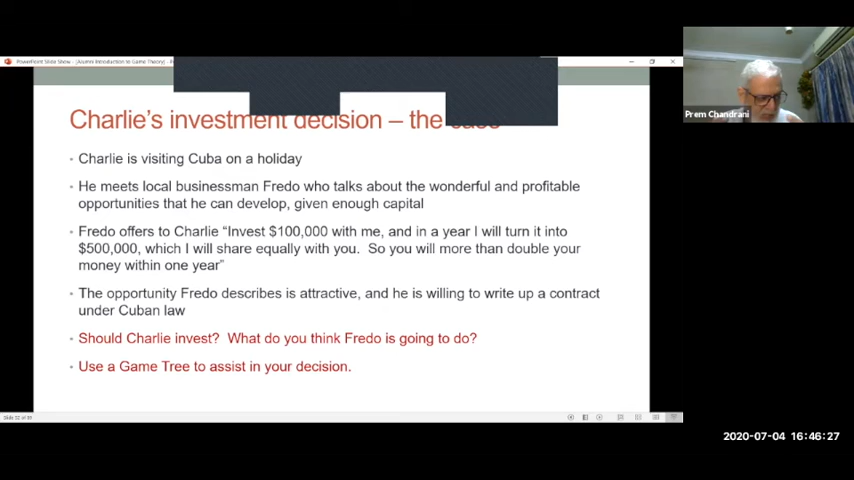 PowerPoint Slide Show - [Alumni Introduction to Game Theory] -
Charlie's investment decision – the
• Charlie is visiting Cuba on a holiday
• He meets local businessman Fredo who talks about the wonderful and profitable
opportunities that he can develop, given enough capital
• Fredo offers to Charlie “Invest $100,000 with me, and in a year I will turn it into
$500,000, which I will share equally with you.  So you will more than double your
money within one year”
• The opportunity Fredo describes is attractive, and he is willing to write up a contract
under Cuban law
• Should Charlie invest?  What do you think Fredo is going to do?
• Use a Game Tree to assist in your decision.
Prem Chandrani
2020-07-04 16:46:27